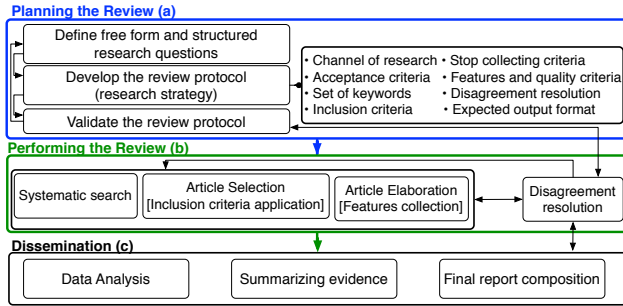 Planning the Review (a)
Define free form and structured
research questions
Develop the review protocol
(research strategy)
Validate the review protocol
• Channel of research
• Acceptance criteria
• Set of keywords
• Inclusion criteria
• Stop collecting criteria
• Features and quality criteria
• Disagreement resolution
• Expected output format
Performing the Review (b)
Systematic search
Article Selection
[Inclusion criteria application]
Article Elaboration
[Features collection]
Disagreement
resolution
Dissemination (c)
Data Analysis
Summarizing evidence
Final report composition